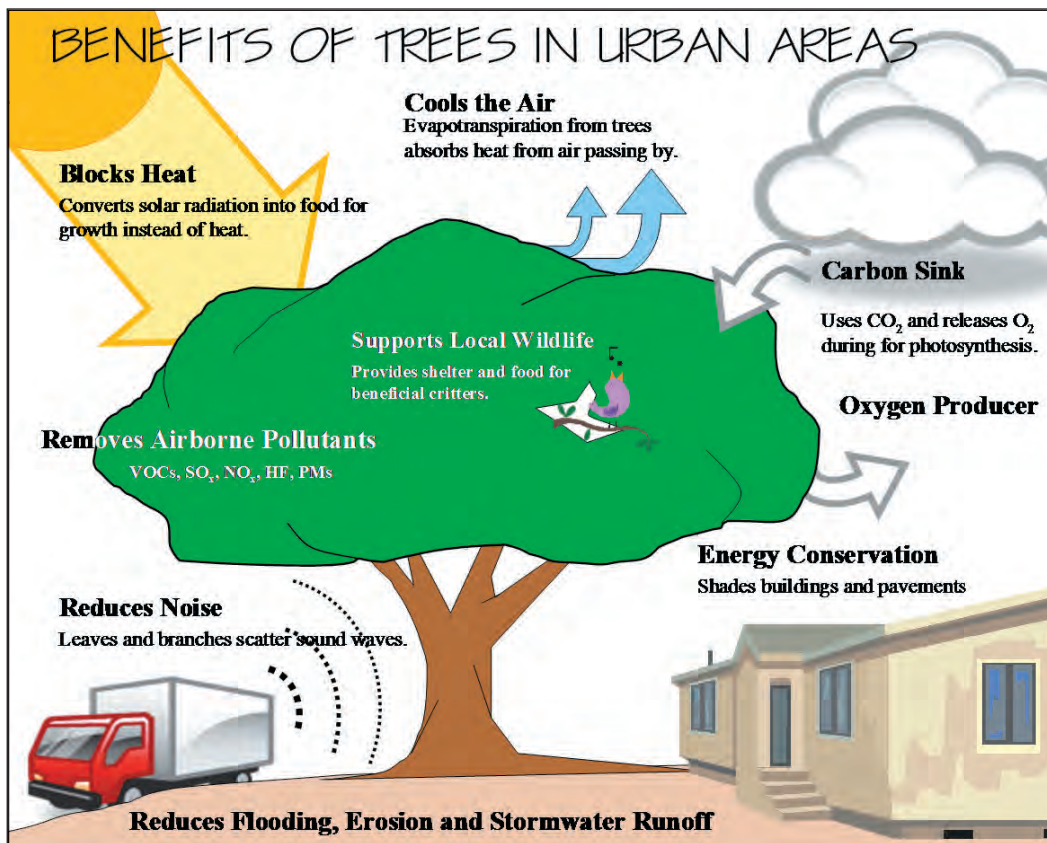 BENEFITS OF TREES IN URBAN AREAS
Cools the Air
Evapotranspiration from trees
absorbs heat from air passing by.
Blocks Heat
Converts solar radiation into food for
growth instead of heat.
Carbon Sink
Uses CO₂ and releases O₂
during for photosynthesis.
Supports Local Wildlife
Provides shelter and food for
beneficial critters.
Oxygen Producer
Removes Airborne Pollutants
VOCs, SOₓ, NOₓ, HF, PMs
Energy Conservation
Shades buildings and pavements
Reduces Noise
Leaves and branches scatter sound waves.
Reduces Flooding, Erosion and Stormwater Runoff